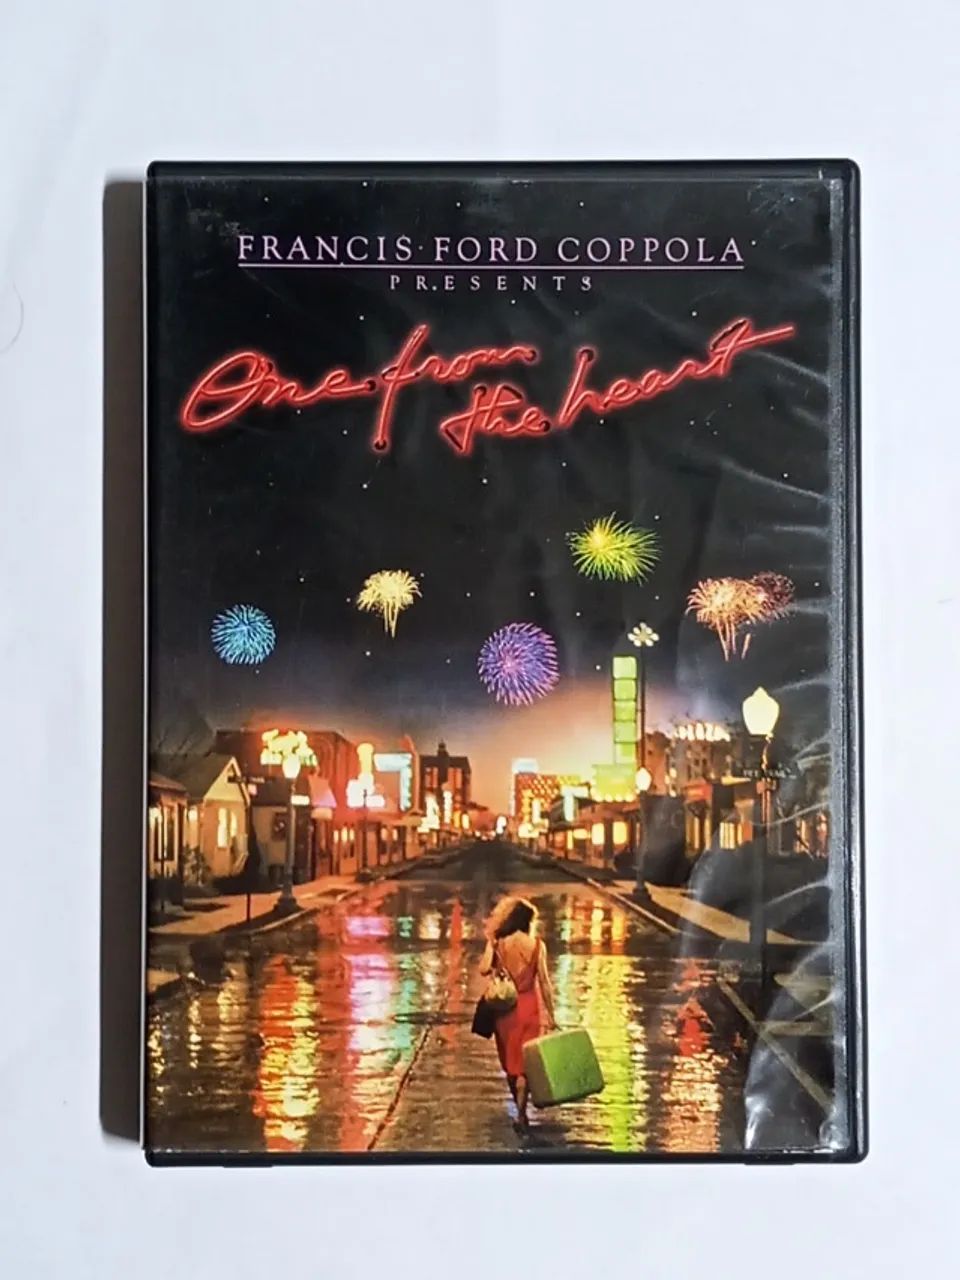 FRANCIS FORD COPPOLA
PRESENTS
One from
the heart